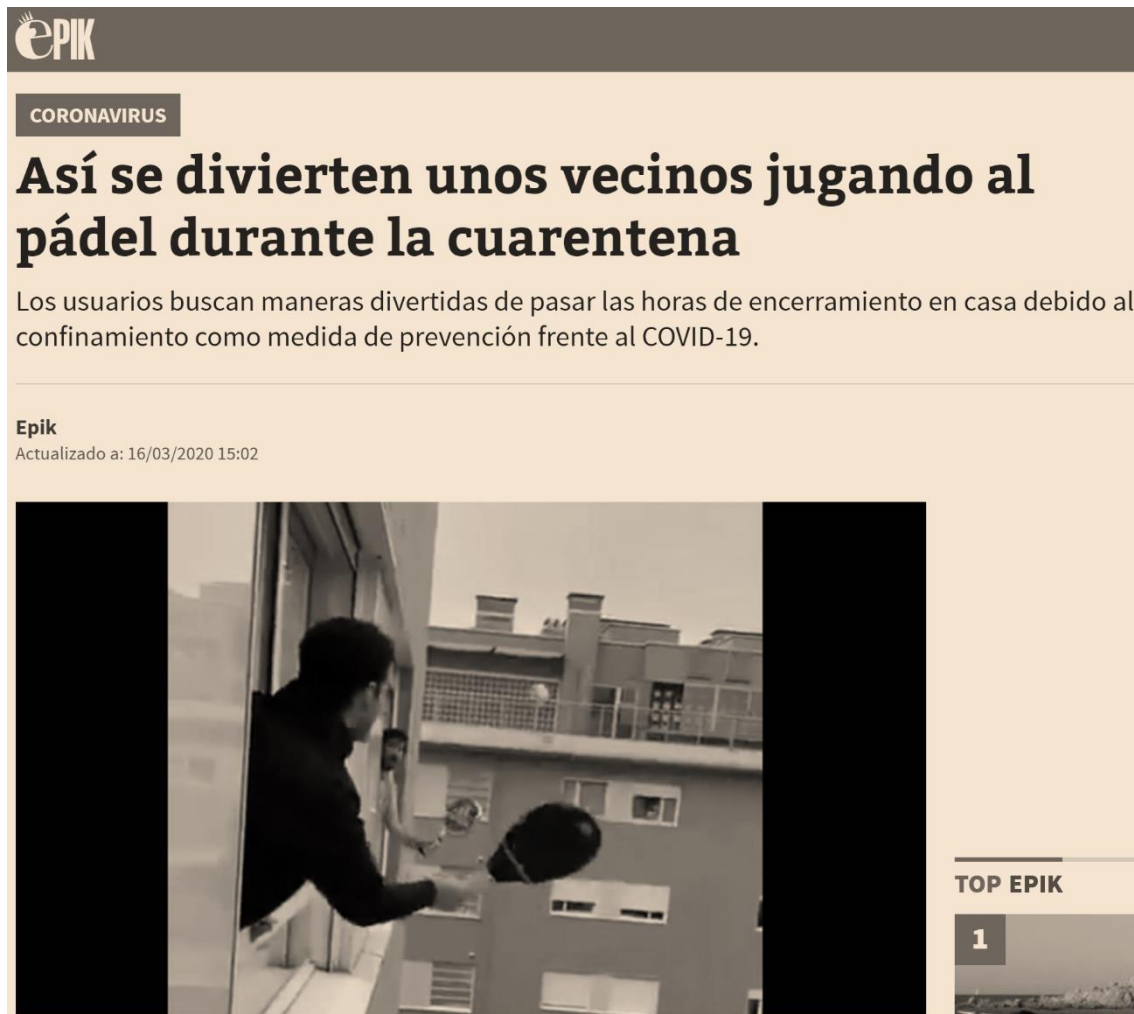 ePIK
CORONAVIRUS
Así se divierten unos vecinos jugando al
pádel durante la cuarentena
Los usuarios buscan maneras divertidas de pasar las horas de encerramiento en casa debido al
confinamiento como medida de prevención frente al COVID-19.
Epik
Actualizado a: 16/03/2020 15:02
TOP EPIK
1